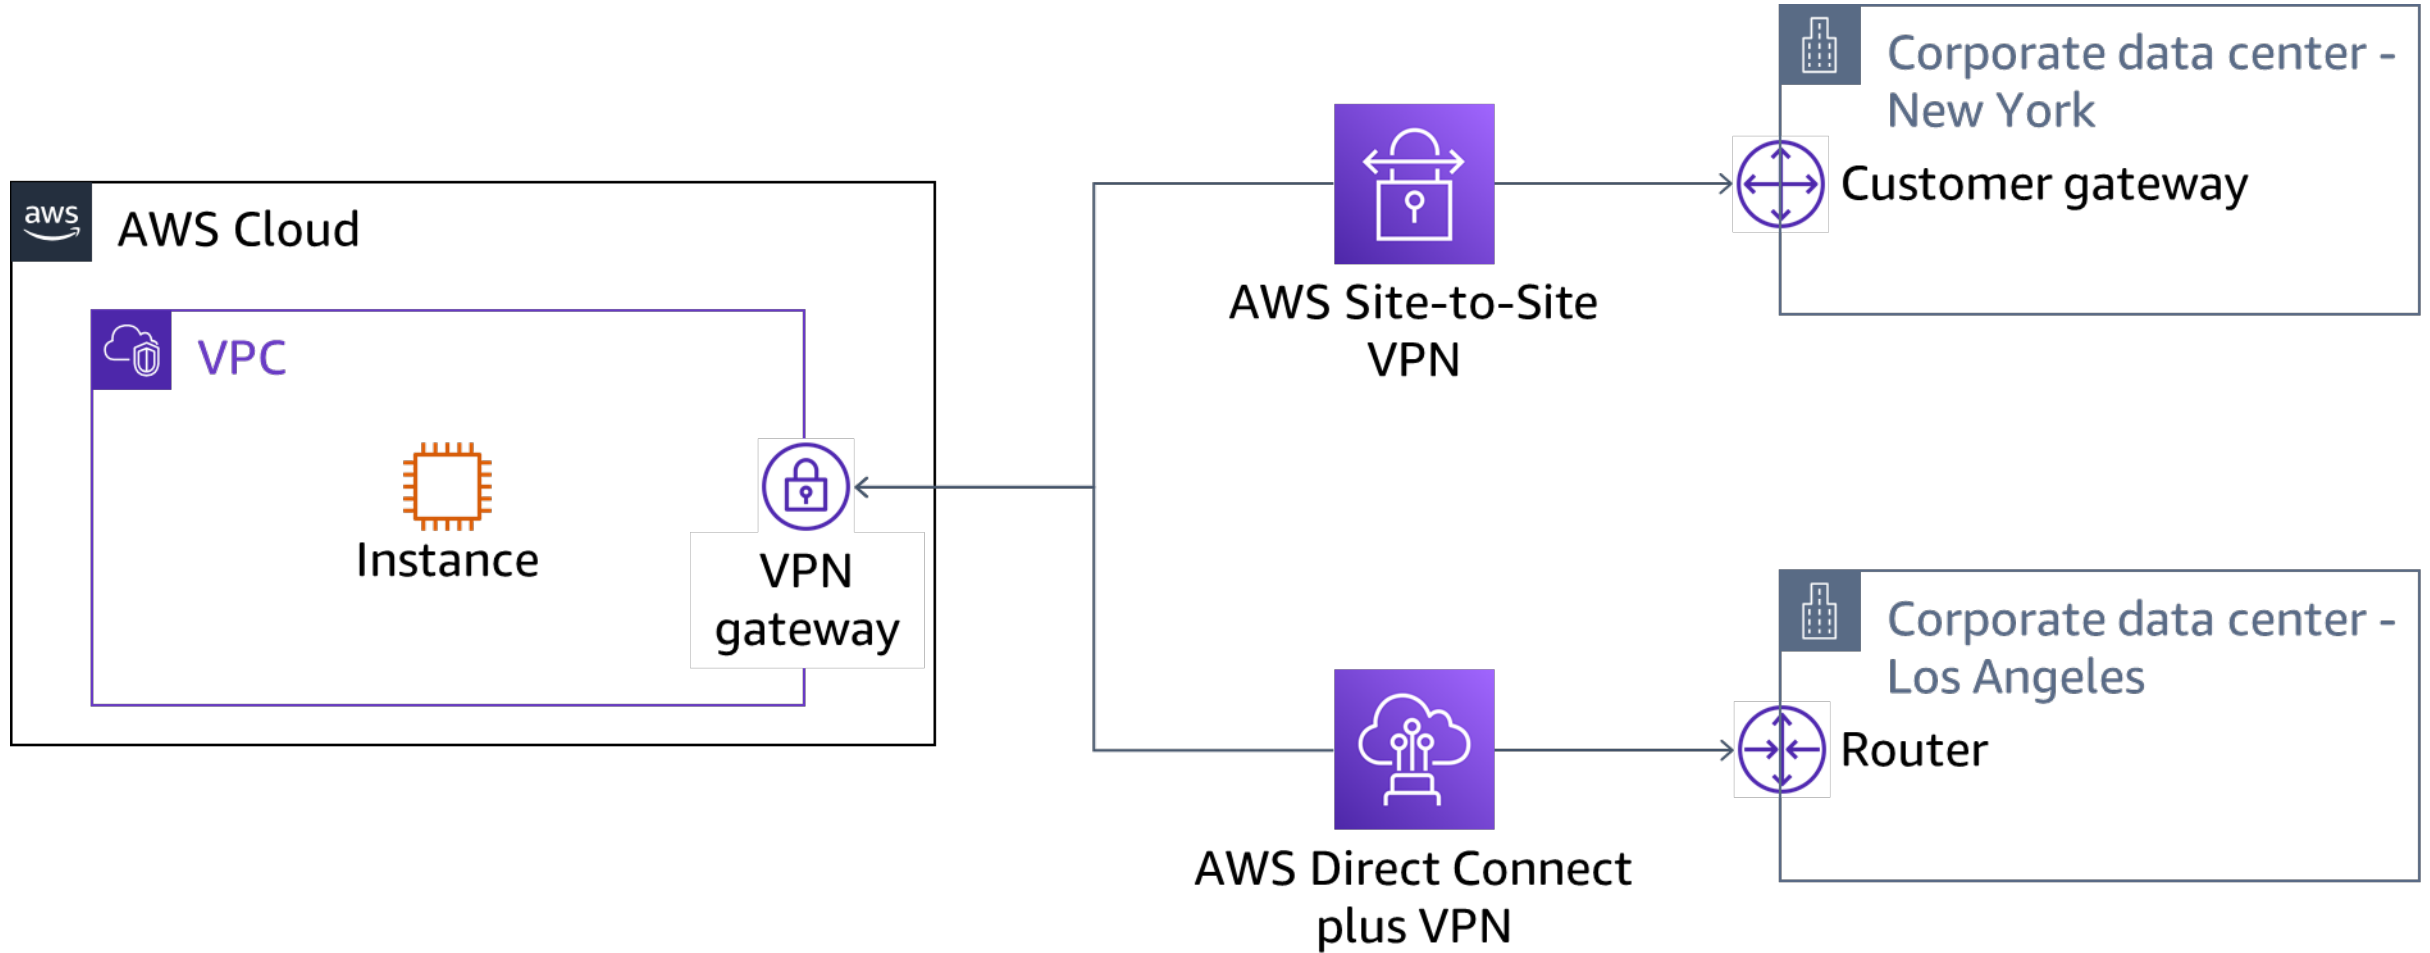 aws
AWS Cloud
VPC
Instance
VPN
gateway
AWS Site-to-Site
VPN
AWS Direct Connect
plus VPN
Corporate data center -
New York
Customer gateway
Corporate data center -
Los Angeles
Router